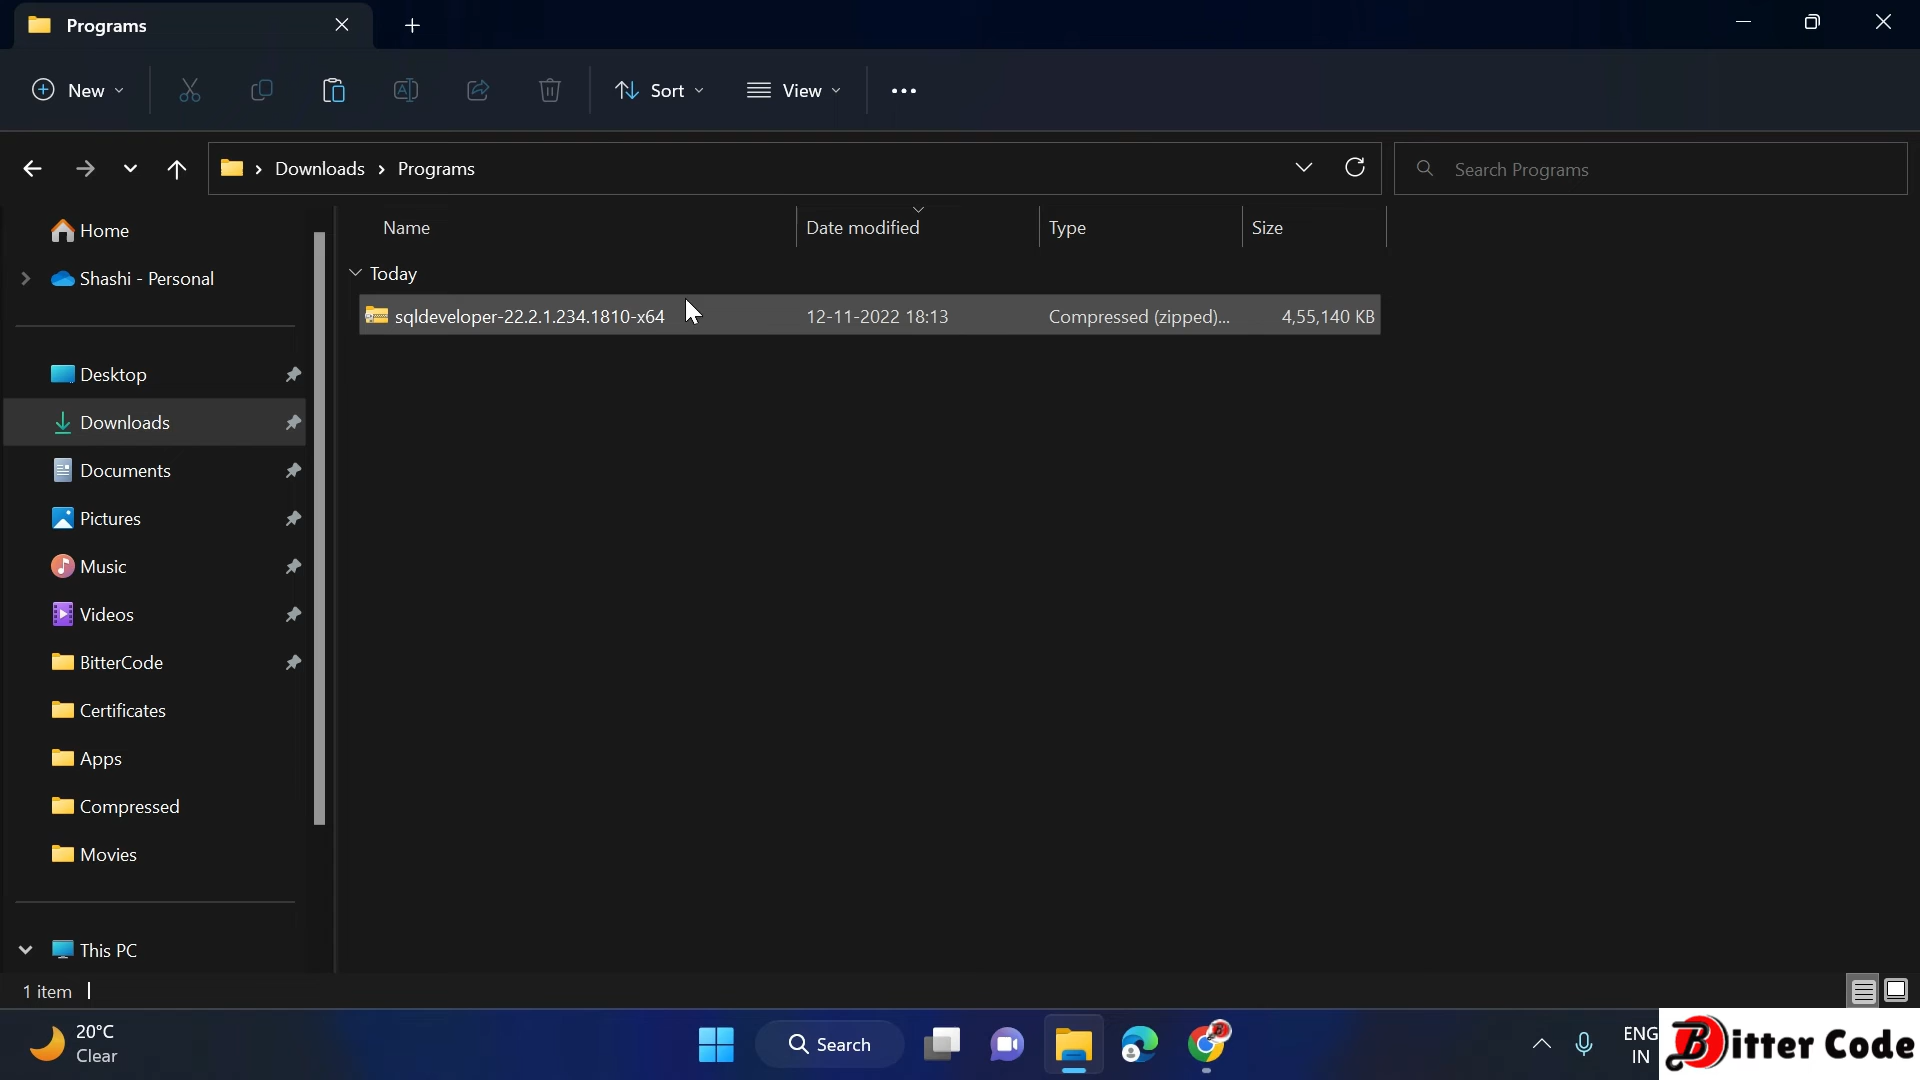 Programs
New
Sort
View
Downloads
Programs
Search Programs
Home
Shashi - Personal
Desktop
Downloads
Documents
Pictures
Music
Videos
BitterCode
Certificates
Apps
Compressed
Movies
This PC
Name
Date modified
Type
Size
Today
sqldeveloper-22.2.1.234.1810-x64
12-11-2022 18:13
Compressed (zipped)...
4,55,140 KB
1 item
20°C
Clear
Search
ENG
IN
Bitter Code